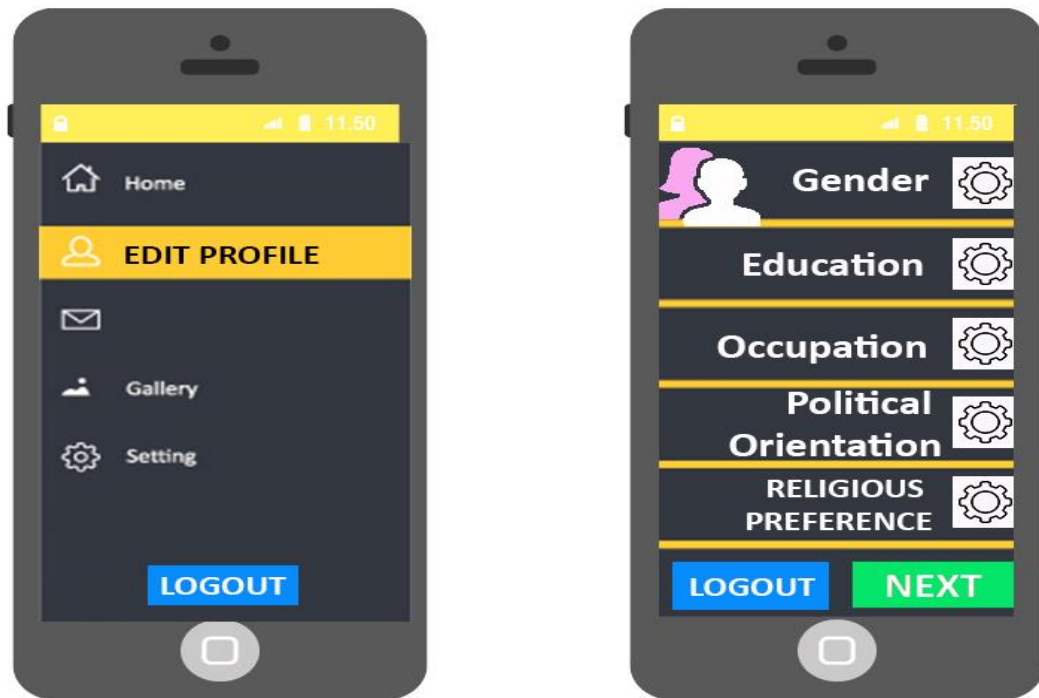 11.50
Home
EDIT PROFILE
Gallery
Setting
LOGOUT
11.50
Gender
Education
Occupation
Political
Orientation
RELIGIOUS
PREFERENCE
LOGOUT
NEXT